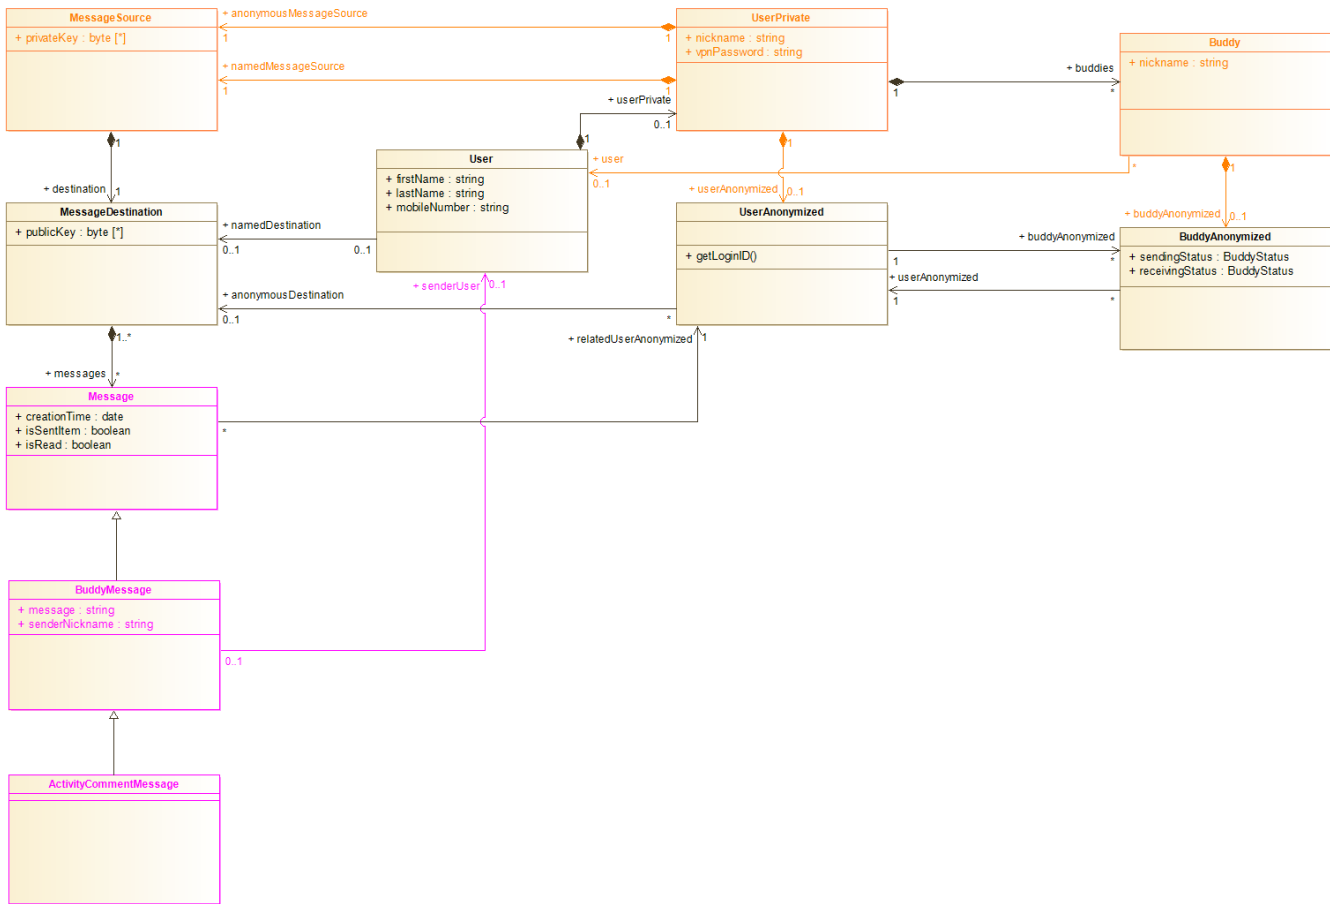 MessageSource
+ privateKey : byte [*]
+ anonymousMessageSource
1
1
+ namedMessageSource
1
1
UserPrivate
+ nickname : string
+ vpnPassword : string
+ buddies
1
*
Buddy
+ nickname : string
+ userPrivate
0..1
1
User
+ firstName : string
+ lastName : string
+ mobileNumber : string
+ user
0..1
*
1
+ destination
1
1
+ userAnonymized
0..1
1
+ buddyAnonymized
0..1
MessageDestination
+ publicKey : byte [*]
+ namedDestination
0..1
0..1
UserAnonymized
+ getLoginID()
+ buddyAnonymized
1
*
+ userAnonymized
1
*
BuddyAnonymized
+ sendingStatus : BuddyStatus
+ receivingStatus : BuddyStatus
+ senderUser
0..1
+ anonymousDestination
0..1
*
1..*
+ messages
*
+ relatedUserAnonymized
1
Message
+ creationTime : date
+ isSentItem : boolean
+ isRead : boolean
*
BuddyMessage
+ message : string
+ senderNickname : string
0..1
ActivityCommentMessage